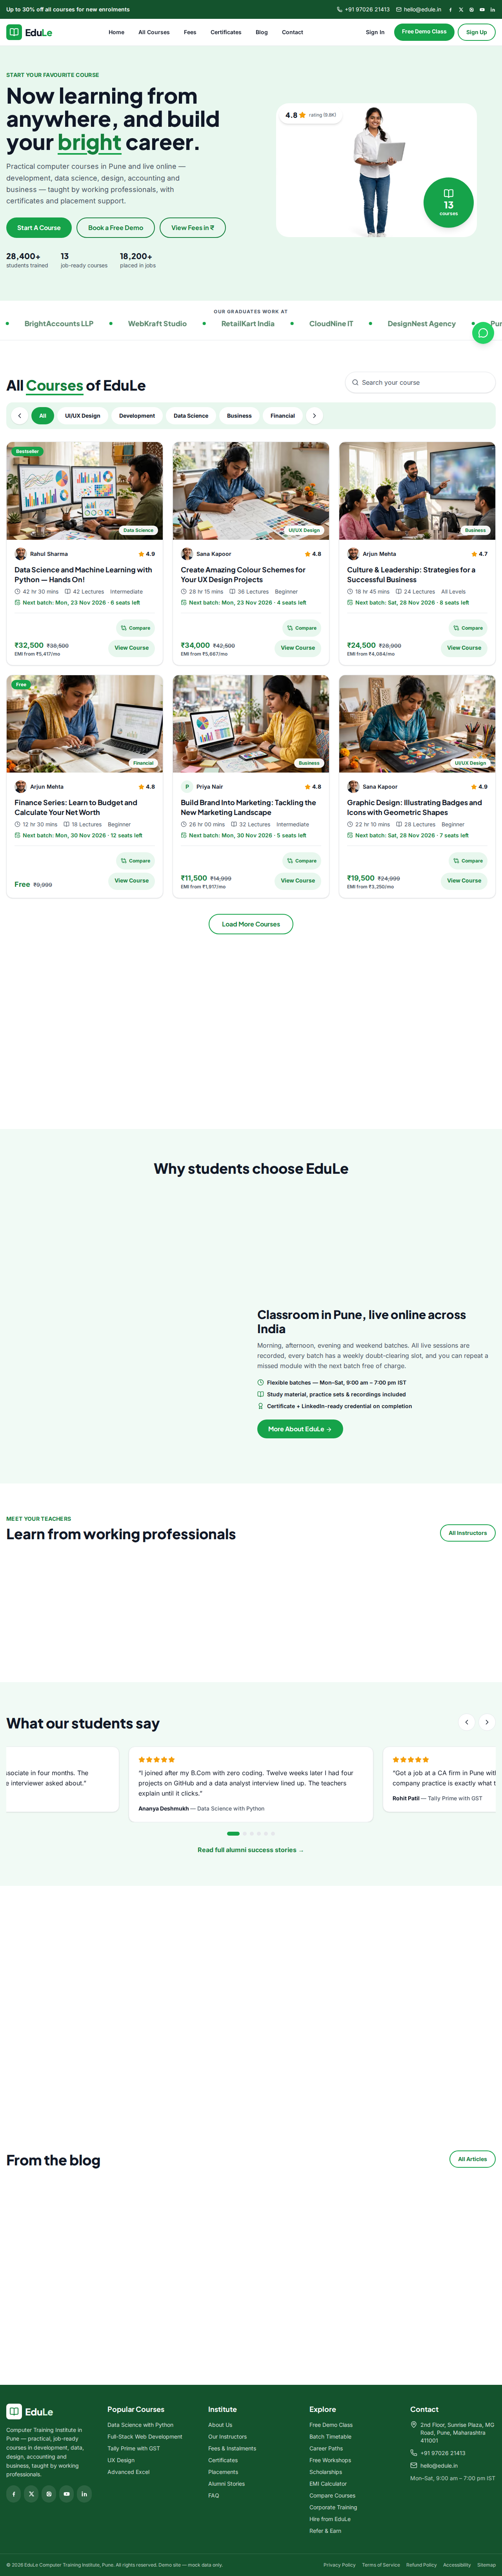 Up to 30% off all courses for new enrolments
+91 97026 21413
hello@edule.in
EduLe
Home
All Courses
Fees
Certificates
Blog
Contact
Sign In
Free Demo Class
Sign Up
START YOUR FAVOURITE COURSE
Now learning from
anywhere, and build
your bright career.
Practical computer courses in Pune and live online —
development, data science, design, accounting and
business — taught by working professionals, with
certificates and placement support.
Start A Course
Book a Free Demo
View Fees in ₹
28,400+
students trained
13
job-ready courses
18,200+
placed in jobs
4.8
rating (9.8K)
13
courses
OUR GRADUATES WORK AT
BrightAccounts LLP
WebKraft Studio
RetailKart India
CloudNine IT
DesignNest Agency
All Courses of EduLe
Search your course
All
UI/UX Design
Development
Data Science
Business
Financial
Bestseller
Data Science
Rahul Sharma
4.9
Data Science and Machine Learning with
Python — Hands On!
42 hr 30 mins
42 Lectures
Intermediate
Next batch: Mon, 23 Nov 2026 · 6 seats left
Compare
₹32,500 ₹38,500
EMI from ₹5,417/mo
View Course
UI/UX Design
Sana Kapoor
4.8
Create Amazing Colour Schemes for
Your UX Design Projects
28 hr 15 mins
36 Lectures
Beginner
Next batch: Mon, 23 Nov 2026 · 4 seats left
Compare
₹34,000 ₹42,500
EMI from ₹5,667/mo
View Course
Business
Arjun Mehta
4.7
Culture & Leadership: Strategies for a
Successful Business
18 hr 45 mins
24 Lectures
All Levels
Next batch: Sat, 28 Nov 2026 · 8 seats left
Compare
₹24,500 ₹28,900
EMI from ₹4,084/mo
View Course
Free
Financial
Arjun Mehta
4.8
Finance Series: Learn to Budget and
Calculate Your Net Worth
12 hr 30 mins
18 Lectures
Beginner
Next batch: Mon, 30 Nov 2026 · 12 seats left
Compare
Free ₹9,999
View Course
Business
P
Priya Nair
4.8
Build Brand Into Marketing: Tackling the
New Marketing Landscape
26 hr 00 mins
32 Lectures
Intermediate
Next batch: Mon, 30 Nov 2026 · 5 seats left
Compare
₹11,500 ₹14,999
EMI from ₹1,917/mo
View Course
UI/UX Design
Sana Kapoor
4.9
Graphic Design: Illustrating Badges and
Icons with Geometric Shapes
22 hr 10 mins
28 Lectures
Beginner
Next batch: Sat, 28 Nov 2026 · 7 seats left
Compare
₹19,500 ₹24,999
EMI from ₹3,250/mo
View Course
Load More Courses
Why students choose EduLe
Classroom in Pune, live online across
India
Morning, afternoon, evening and weekend batches. All live sessions are
recorded, every batch has a weekly doubt-clearing slot, and you can repeat a
missed module with the next batch free of charge.
Flexible batches — Mon–Sat, 9:00 am – 7:00 pm IST
Study material, practice sets & recordings included
Certificate + LinkedIn-ready credential on completion
More About EduLe →
MEET YOUR TEACHERS
Learn from working professionals
All Instructors
What our students say
ssociate in four months. The
e interviewer asked about.”
“I joined after my B.Com with zero coding. Twelve weeks later I had four
projects on GitHub and a data analyst interview lined up. The teachers
explain until it clicks.”
Ananya Deshmukh — Data Science with Python
“Got a job at a CA firm in Pune with
company practice is exactly what t
Rohit Patil — Tally Prime with GST
Read full alumni success stories →
From the blog
All Articles
EduLe
Computer Training Institute in
Pune — practical, job-ready
courses in development, data,
design, accounting and
business, taught by working
professionals.
Popular Courses
Data Science with Python
Full-Stack Web Development
Tally Prime with GST
UX Design
Advanced Excel
Institute
About Us
Our Instructors
Fees & Instalments
Certificates
Placements
Alumni Stories
FAQ
Explore
Free Demo Class
Batch Timetable
Career Paths
Free Workshops
Scholarships
EMI Calculator
Compare Courses
Corporate Training
Hire from EduLe
Refer & Earn
Contact
2nd Floor, Sunrise Plaza, MG
Road, Pune, Maharashtra
411001
+91 97026 21413
hello@edule.in
Mon–Sat, 9:00 am – 7:00 pm IST
© 2026 EduLe Computer Training Institute, Pune. All rights reserved. Demo site — mock data only.
Privacy Policy
Terms of Service
Refund Policy
Accessibility
Sitemap